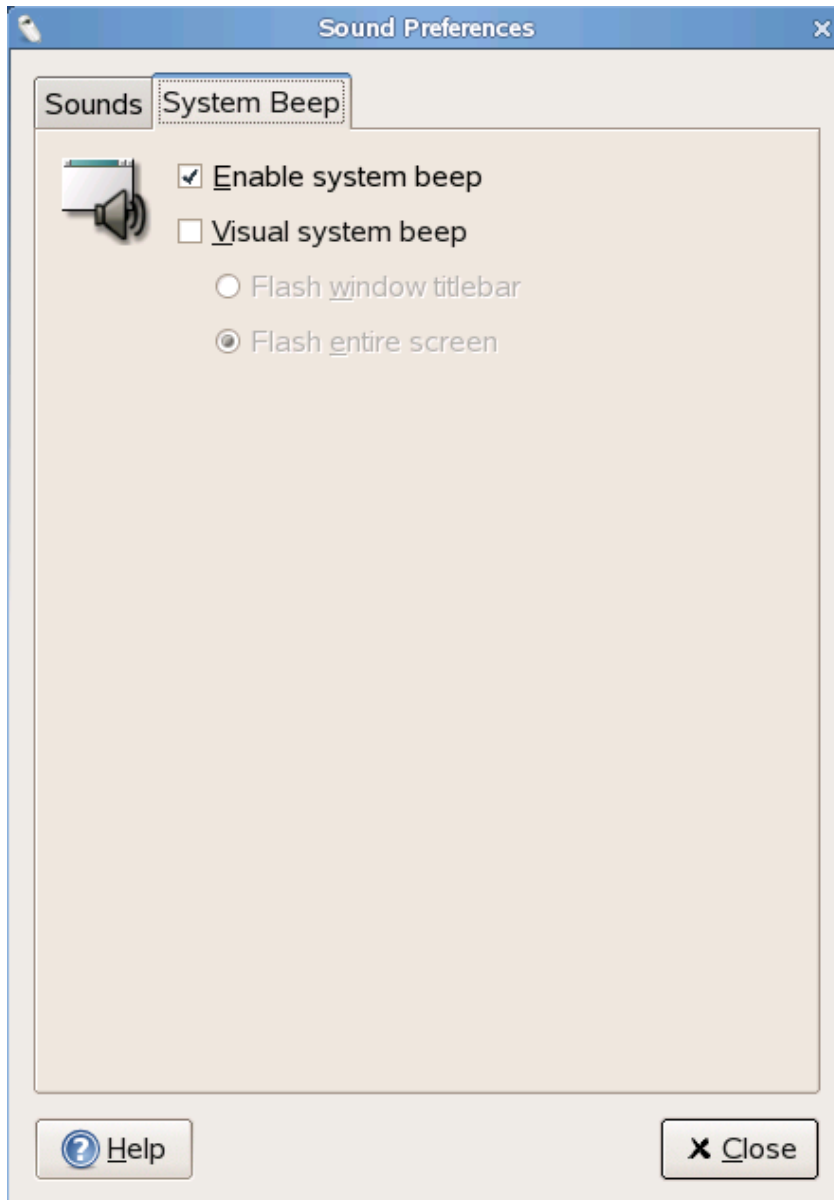 Sound Preferences
Sounds
System Beep
Enable system beep
Visual system beep
Flash window titlebar
Flash entire screen
Help
Close